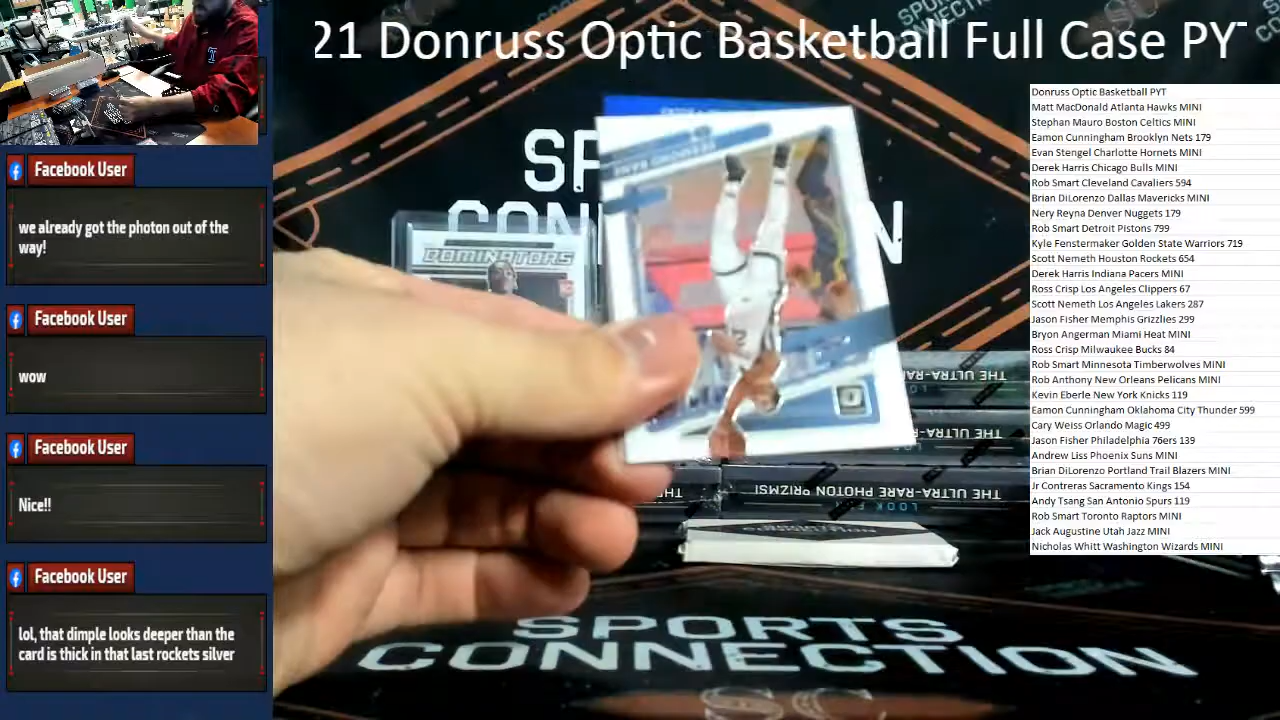 21 Donruss Optic Basketball Full Case PYT
Facebook User
we already got the photon out of the
way!
Facebook User
wow
Facebook User
Nice!!
Facebook User
lol, that dimple looks deeper than the
card is thick in that last rockets silver
Donruss Optic Basketball PYT
Matt MacDonald Atlanta Hawks MINI
Stephan Mauro Boston Celtics MINI
Eamon Cunningham Brooklyn Nets 179
Evan Stengel Charlotte Hornets MINI
Derek Harris Chicago Bulls MINI
Rob Smart Cleveland Cavaliers 594
Brian DiLorenzo Dallas Mavericks MINI
Nery Reyna Denver Nuggets 179
Rob Smart Detroit Pistons 799
Kyle Fenstermaker Golden State Warriors 719
Scott Nemeth Houston Rockets 654
Derek Harris Indiana Pacers MINI
Ross Crisp Los Angeles Clippers 67
Scott Nemeth Los Angeles Lakers 287
Jason Fisher Memphis Grizzlies 299
Bryon Angerman Miami Heat MINI
Ross Crisp Milwaukee Bucks 84
Rob Smart Minnesota Timberwolves MINI
Rob Anthony New Orleans Pelicans MINI
Kevin Eberle New York Knicks 119
Eamon Cunningham Oklahoma City Thunder 599
Cary Weiss Orlando Magic 499
Jason Fisher Philadelphia 76ers 139
Andrew Liss Phoenix Suns MINI
Brian DiLorenzo Portland Trail Blazers MINI
Jr Contreras Sacramento Kings 154
Andy Tsang San Antonio Spurs 119
Rob Smart Toronto Raptors MINI
Jack Augustine Utah Jazz MINI
Nicholas Whitt Washington Wizards MINI
DOMINATORS
THE ULTRA-RARE
THE ULTRA-RA
THE ULTRA-RARE PHOTON PRIZMS!
LOOK
SPORTS
CONNECTION
SC